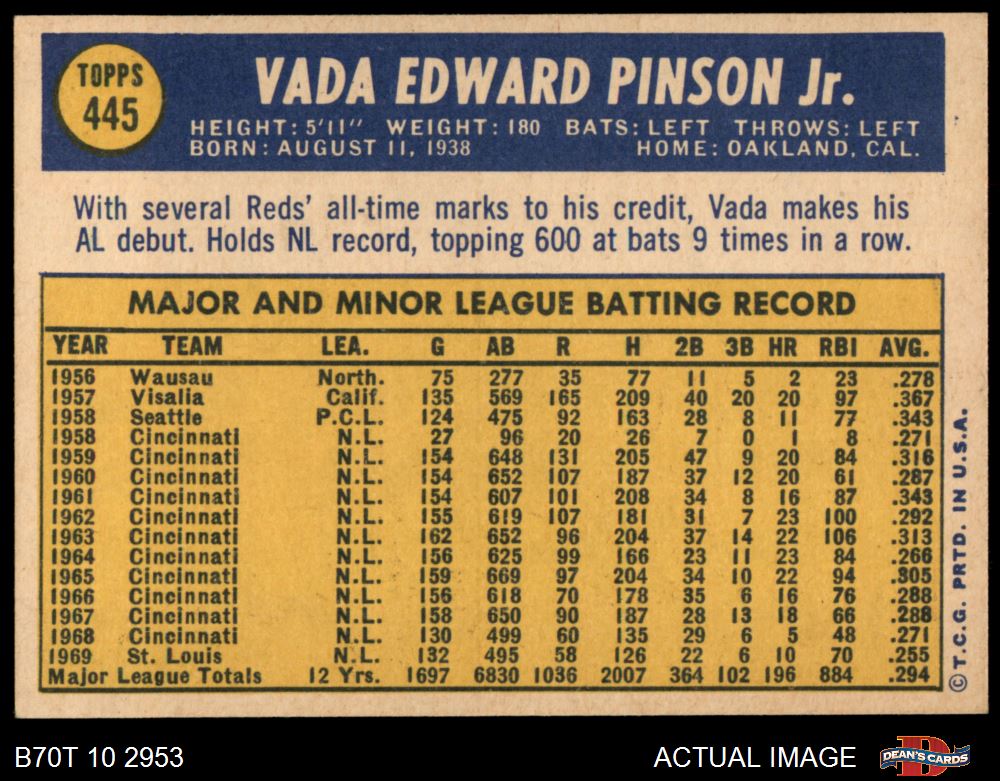 TOPPS
445
VADA EDWARD PINSON Jr.
HEIGHT: 5'11" WEIGHT: 180 BATS: LEFT THROWS: LEFT
BORN: AUGUST 11, 1938 HOME: OAKLAND, CAL.
With several Reds' all-time marks to his credit, Vada makes his
AL debut. Holds NL record, topping 600 at bats 9 times in a row.
MAJOR AND MINOR LEAGUE BATTING RECORD
YEAR TEAM LEA. G AB R H 2B 3B HR RBI AVG.
1956 Wausau North. 75 277 35 77 11 5 2 23 .278
1957 Visalia Calif. 135 569 165 209 40 20 20 97 .367
1958 Seattle P.C.L. 124 475 92 163 28 8 11 77 .343
1958 Cincinnati N.L. 27 96 20 26 7 0 1 8 .271
1959 Cincinnati N.L. 154 648 131 205 47 9 20 84 .316
1960 Cincinnati N.L. 154 652 107 187 37 12 20 61 .287
1961 Cincinnati N.L. 154 607 101 208 34 8 16 87 .343
1962 Cincinnati N.L. 155 619 107 181 31 7 23 100 .292
1963 Cincinnati N.L. 162 652 96 204 37 14 22 106 .313
1964 Cincinnati N.L. 156 625 99 166 23 11 23 84 .266
1965 Cincinnati N.L. 159 669 97 204 34 10 22 94 .305
1966 Cincinnati N.L. 156 618 70 178 35 6 16 76 .288
1967 Cincinnati N.L. 158 650 90 187 28 13 18 66 .288
1968 Cincinnati N.L. 130 499 60 135 29 6 5 48 .271
1969 St. Louis N.L. 132 495 58 126 22 6 10 70 .255
Major League Totals 12 Yrs. 1697 6830 1036 2007 364 102 196 884 .294
© T.C.G. PRTD. IN U.S.A.
B70T 10 2953 ACTUAL IMAGE DEAN'S CARDS